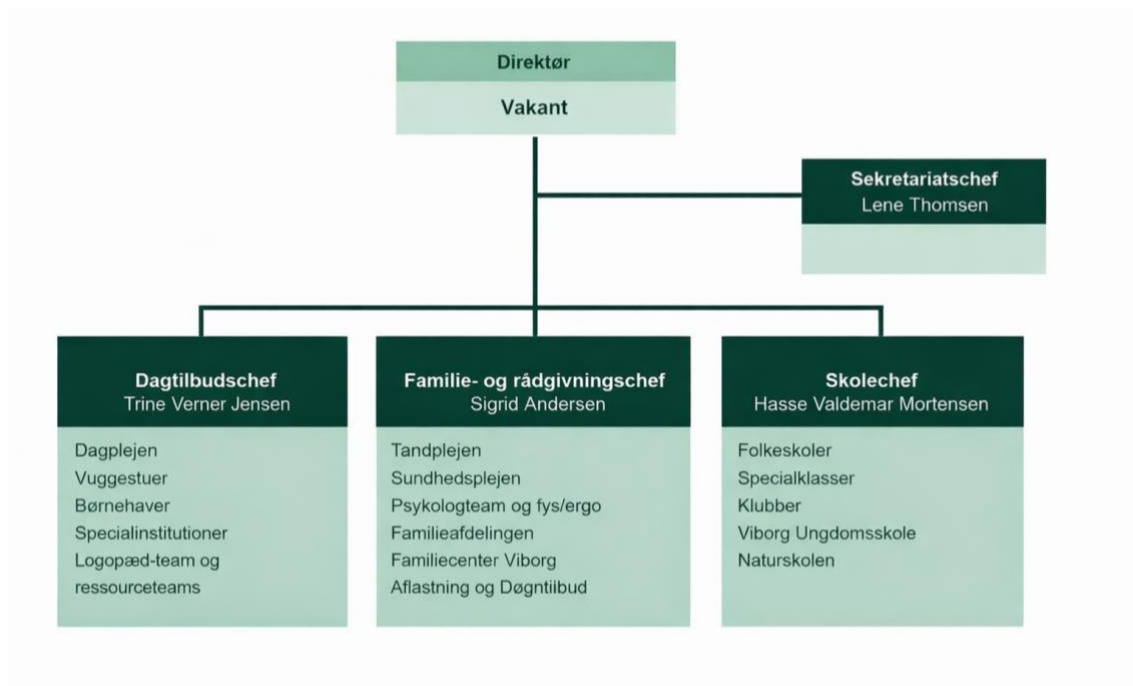 Direktør
Vakant
Sekretariatschef
Lene Thomsen
Dagtilbudschef
Trine Verner Jensen
Dagplejen
Vuggestuer
Børnehaver
Specialinstitutioner
Logopæd-team og
ressourceteams
Familie- og rådgivningschef
Sigrid Andersen
Tandplejen
Sundhedsplejen
Psykologteam og fys/ergo
Familieafdelingen
Familiecenter Viborg
Aflastning og Døgntiibud
Skolechef
Hasse Valdemar Mortensen
Folkeskoler
Specialklasser
Klubber
Viborg Ungdomsskole
Naturskolen